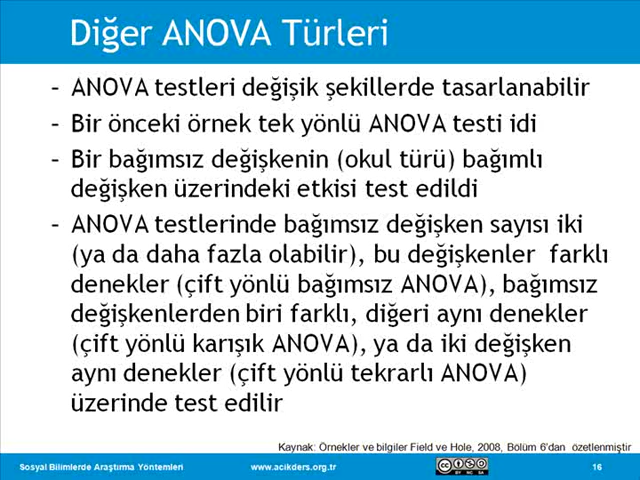 Diğer ANOVA Türleri
– ANOVA testleri değişik şekillerde tasarlanabilir
– Bir önceki örnek tek yönlü ANOVA testi idi
– Bir bağımsız değişkenin (okul türü) bağımlı
değişken üzerindeki etkisi test edildi
– ANOVA testlerinde bağımsız değişken sayısı iki
(ya da daha fazla olabilir), bu değişkenler farklı
denekler (çift yönlü bağımsız ANOVA), bağımsız
değişkenlerden biri farklı, diğeri aynı denekler
(çift yönlü karışık ANOVA), ya da iki değişken
aynı denekler (çift yönlü tekrarlı ANOVA)
üzerinde test edilir
Kaynak: Örnekler ve bilgiler Field ve Hole, 2008, Bölüm 6'dan özetlenmiştir
Sosyal Bilimlerde Araştırma Yöntemleri www.acikders.org.tr cc BY NC SA 16